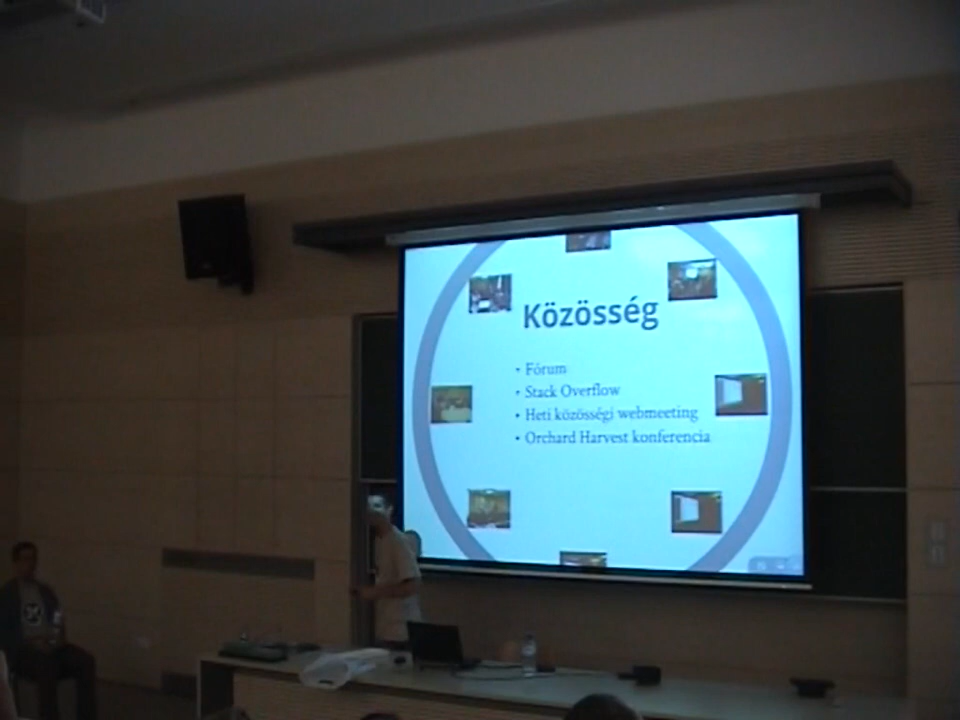 Közösség
• Fórum
• Stack Overflow
• Heti közösségi webmeeting
• Orchard Harvest konferencia